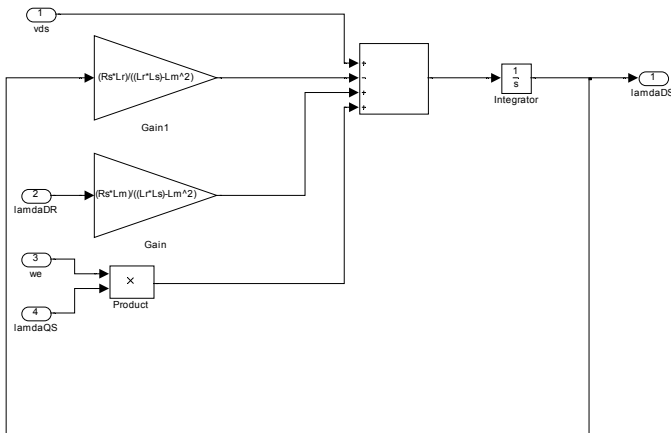 1
vds
(Rs*Lr)/((Lr*Ls)-Lm^2)
Gain1
+
-
+
+
1
s
Integrator
1
lamdaDS
2
lamdaDR
(Rs*Lm)/((Lr*Ls)-Lm^2)
Gain
3
we
×
Product
4
lamdaQS